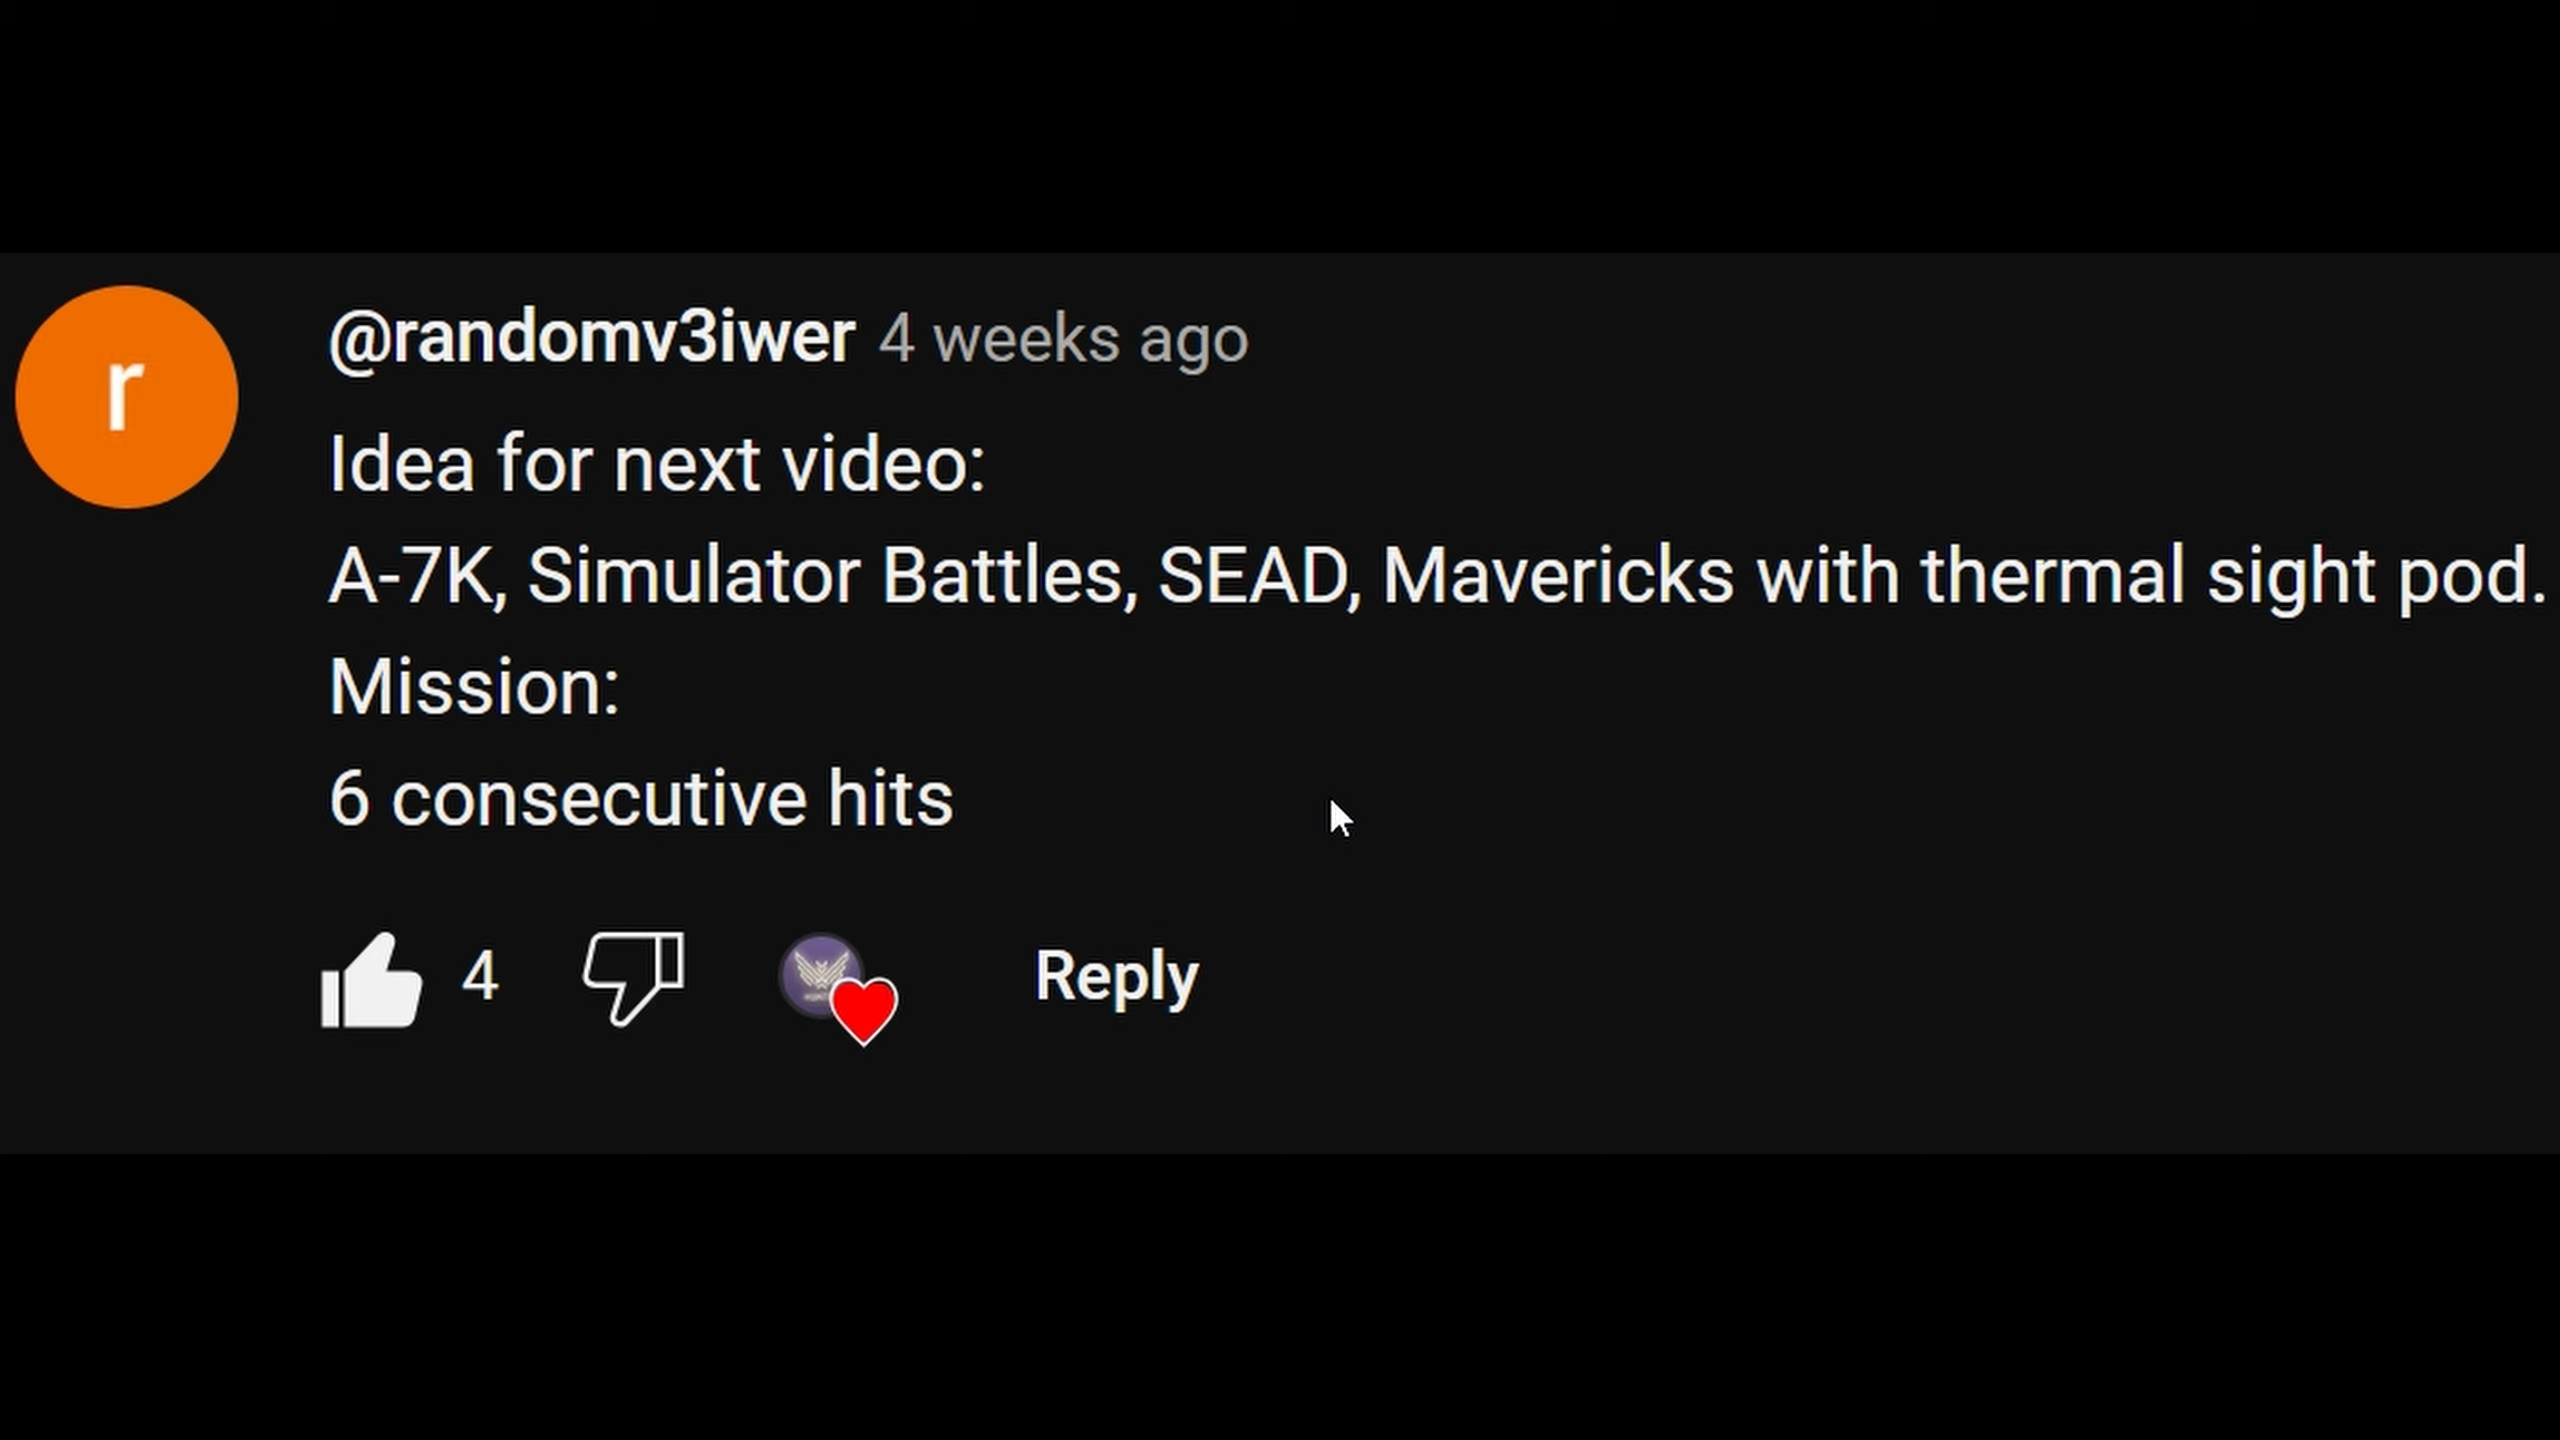 r
@randomv3iwer 4 weeks ago
Idea for next video:
A-7K, Simulator Battles, SEAD, Mavericks with thermal sight pod.
Mission:
6 consecutive hits
4 Reply